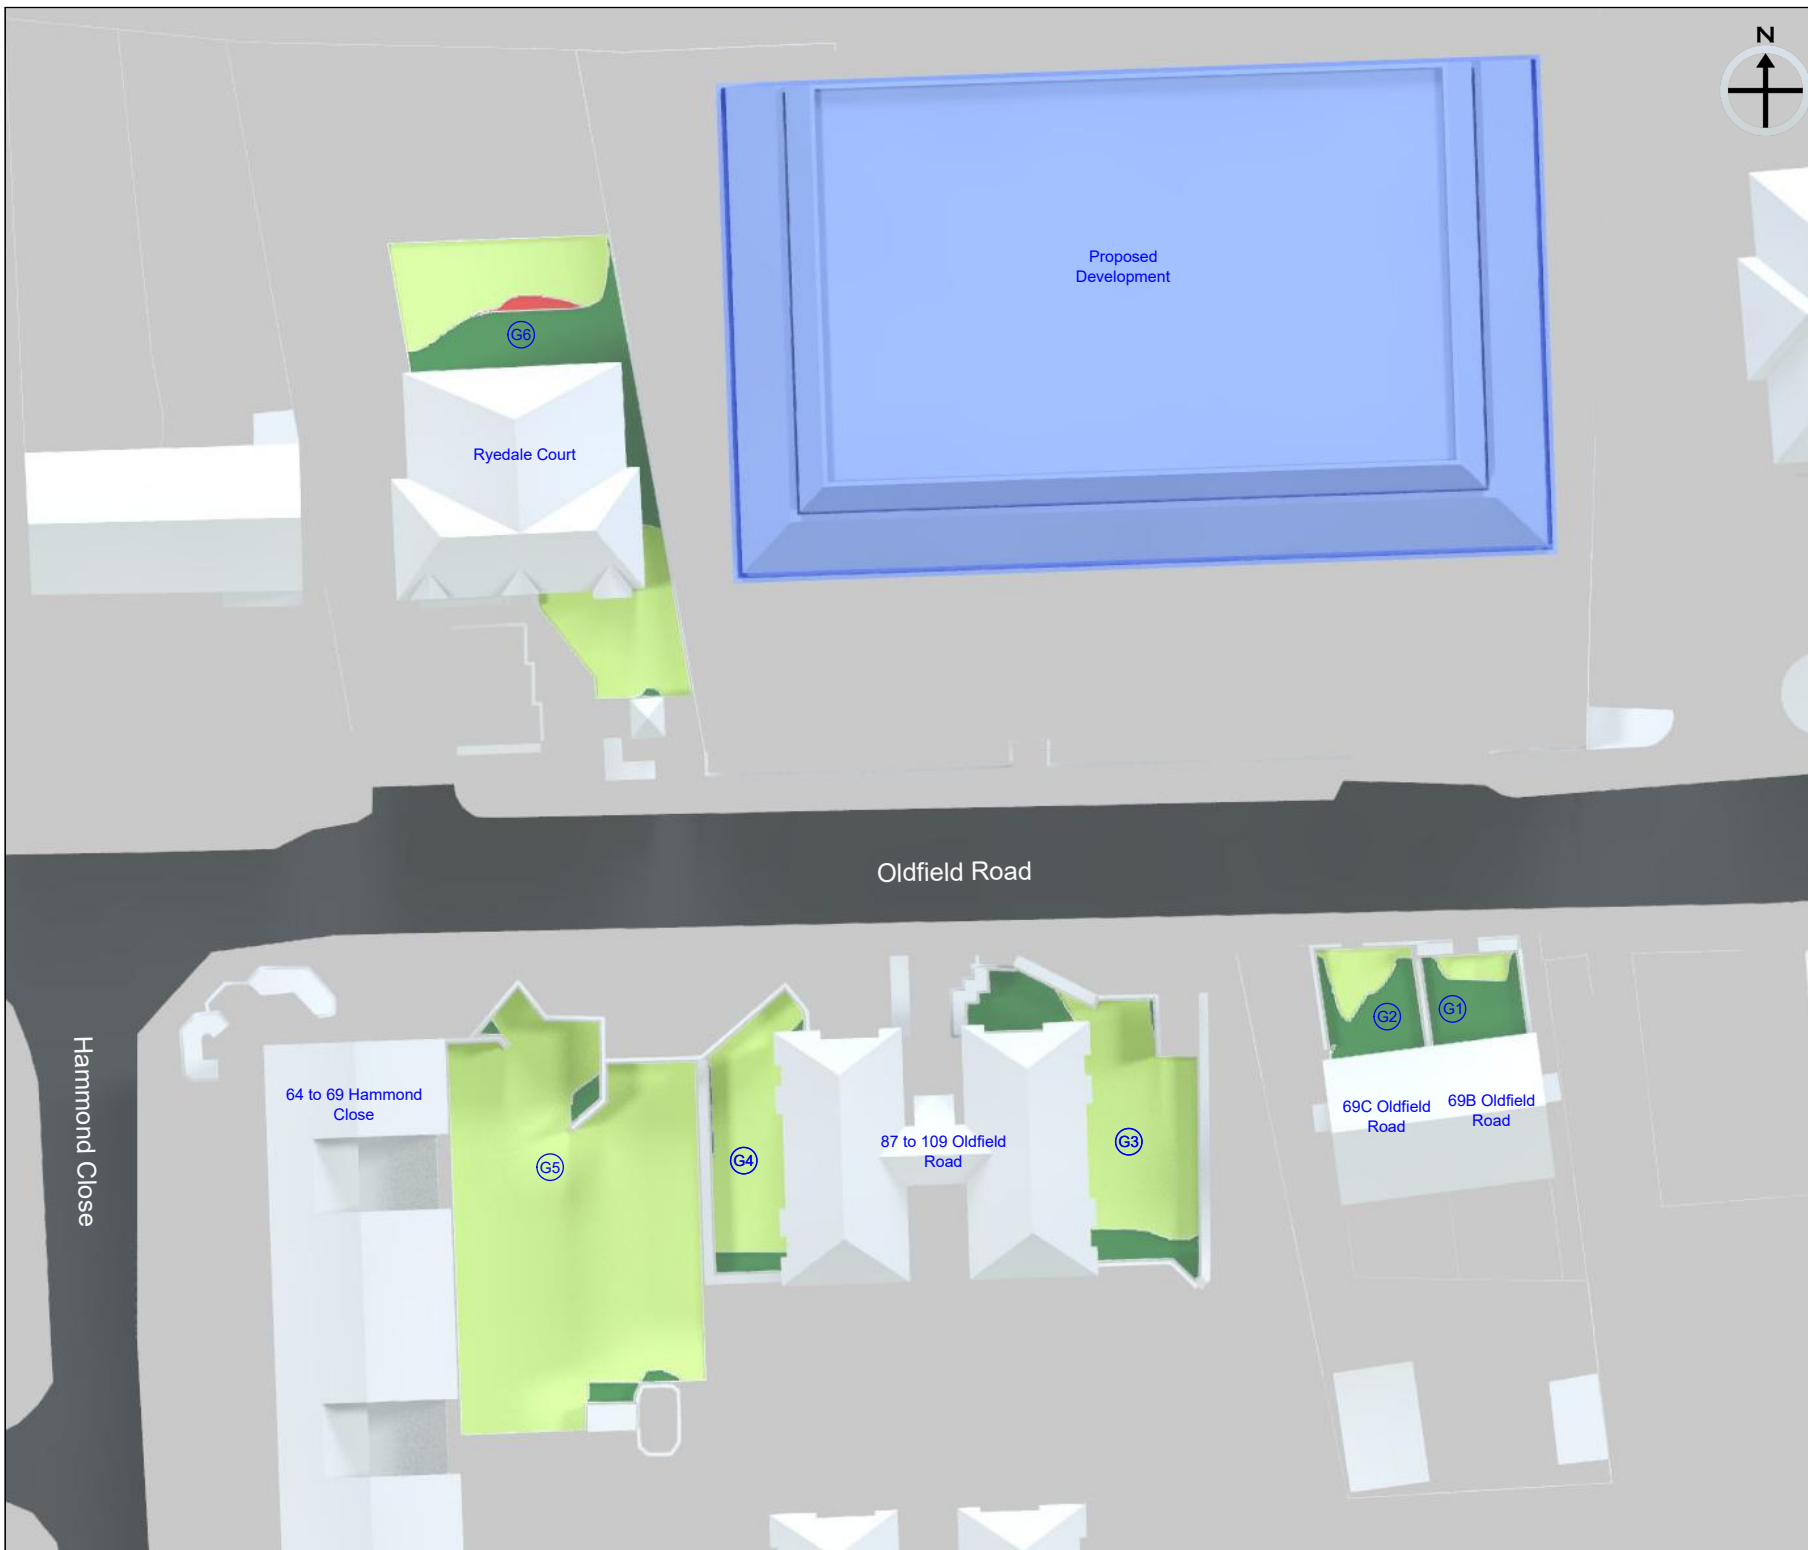 N
Proposed
Development
G6
Ryedale Court
Oldfield Road
Hammond Close
64 to 69 Hammond
Close
G5
G4
87 to 109 Oldfield
Road
G3
G2
G1
69C Oldfield
Road
69B Oldfield
Road